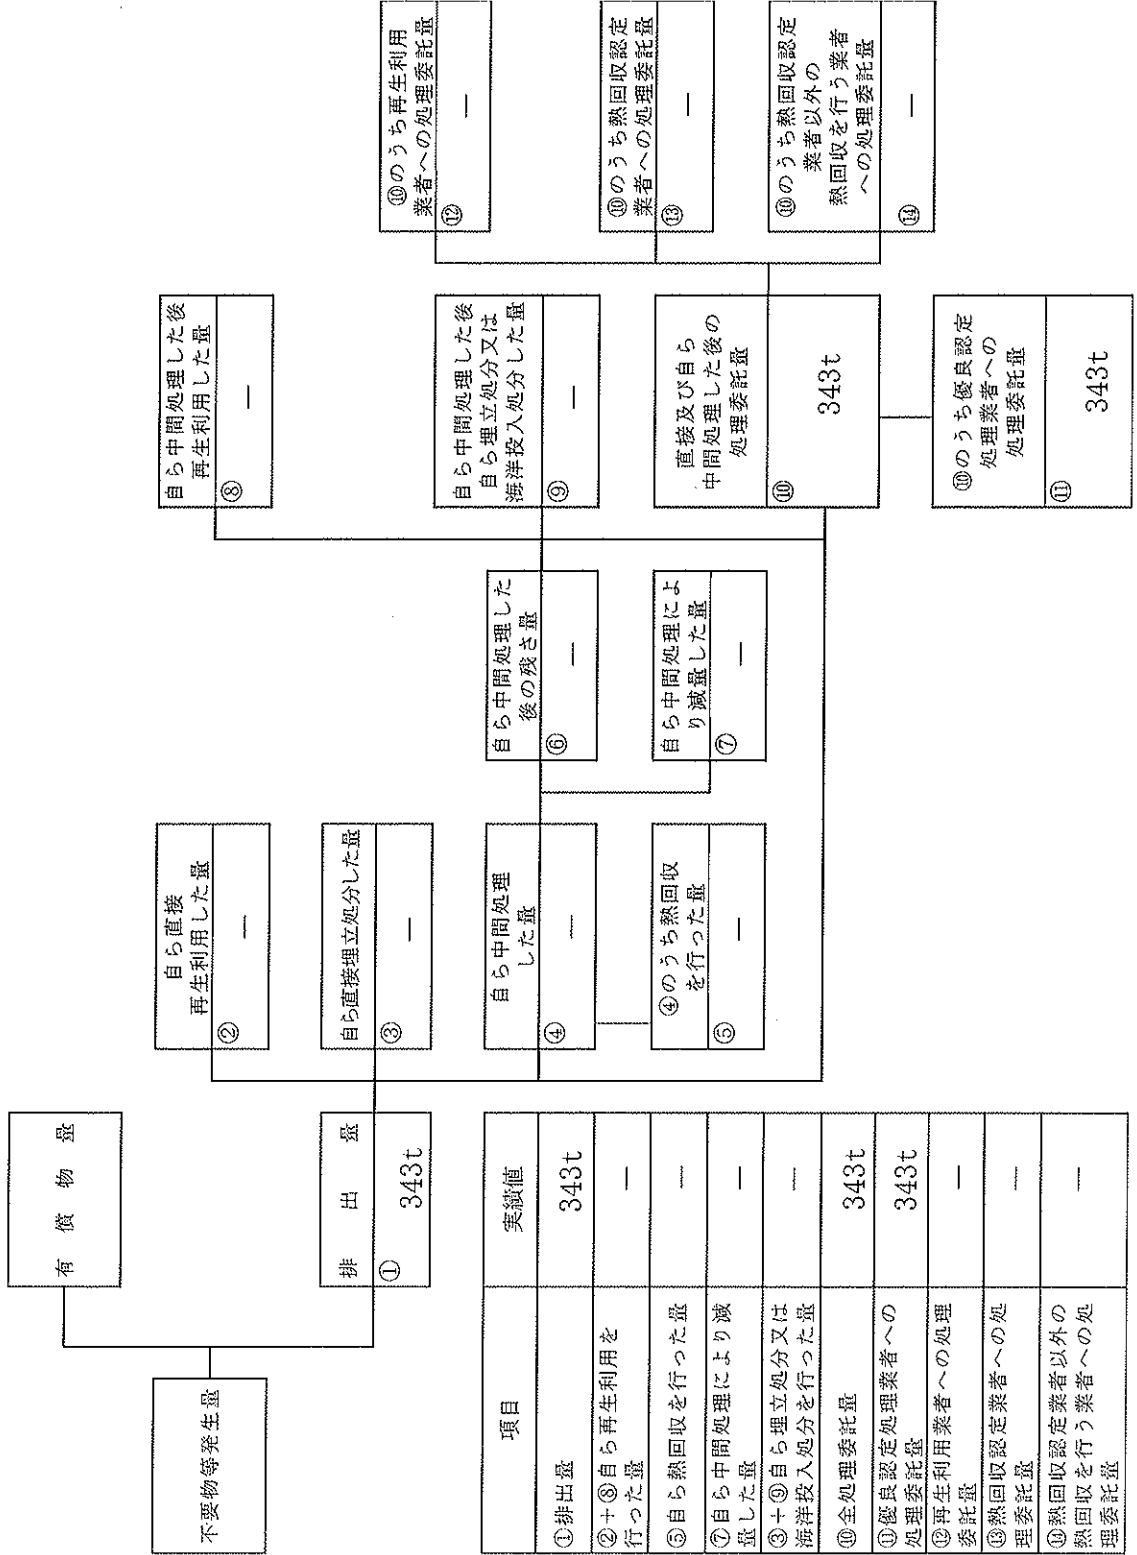 不要物等発生量
有償物量
排出量
①
343t
自ら直接
再生利用した量
②
―
自ら直接埋立処分した量
③
―
自ら中間処理
した量
④
―
④のうち熱回収
を行った量
⑤
―
自ら中間処理した
後の残さ量
⑥
―
自ら中間処理によ
り減量した量
⑦
―
自ら中間処理した後
再生利用した量
⑧
―
自ら中間処理した後
自ら埋立処分又は
海洋投入処分した量
⑨
―
直接及び自ら
中間処理した後の
処理委託量
⑩
343t
⑩のうち優良認定
処理業者への
処理委託量
⑪
343t
⑩のうち再生利用
業者への処理委託量
⑫
―
⑩のうち熱回収認定
業者への処理委託量
⑬
―
⑩のうち熱回収認定
業者以外の
熱回収を行う業者
への処理委託量
⑭
―
項目 実績値
①排出量 343t
②+⑧自ら再生利用を
行った量 ―
⑤自ら熱回収を行った量 ―
⑦自ら中間処理により減
量した量 ―
③+⑨自ら埋立処分又は
海洋投入処分を行った量 ―
⑩全処理委託量 343t
⑪優良認定処理業者への
処理委託量 343t
⑫再生利用業者への処理
委託量 ―
⑬熱回収認定業者への処
理委託量 ―
⑭熱回収認定業者以外の
熱回収を行う業者への処
理委託量 ―